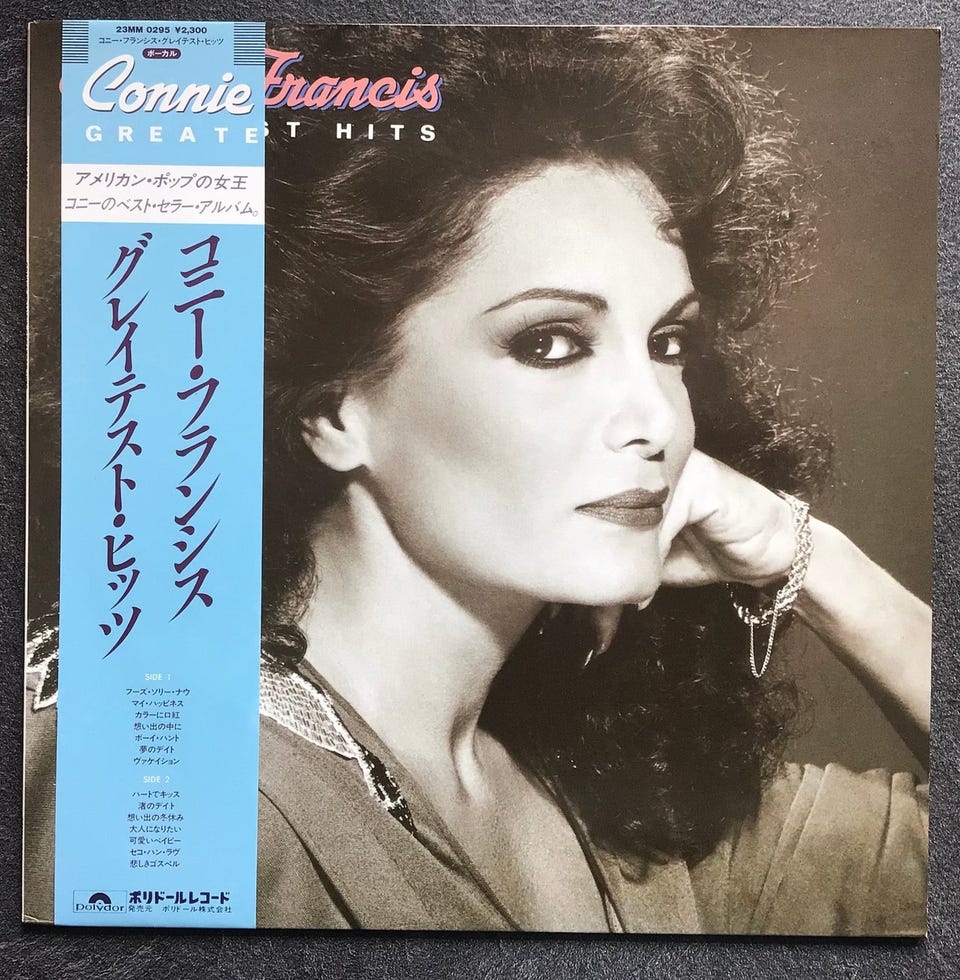 23MM 0295 ¥2,300
コニー・フランシス・グレイテスト・ヒッツ
ボーカル
Connie Francis
GREATEST HITS
アメリカン・ポップの女王
コニーのベスト・セラー・アルバム。
コニー・フランシス
グレイテスト・ヒッツ
SIDE 1
フーズ・ソリー・ナウ
マイ・ハッピネス
カラーに口紅
想い出の中に
ボーイ・ハント
夢のデイト
ヴァケイション
SIDE 2
ハートでキッス
渚のデイト
想い出の冬休み
大人になりたい
可愛いベイビー
セコ・ハン・ラヴ
悲しきゴスペル
Polydor
ポリドールレコード
発売元 ポリドール株式会社